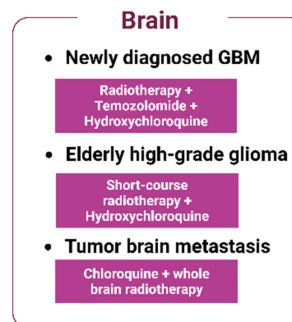 Brain
• Newly diagnosed GBM
Radiotherapy +
Temozolomide +
Hydroxychloroquine
• Elderly high-grade glioma
Short-course
radiotherapy +
Hydroxychloroquine
• Tumor brain metastasis
Chloroquine + whole
brain radiotherapy